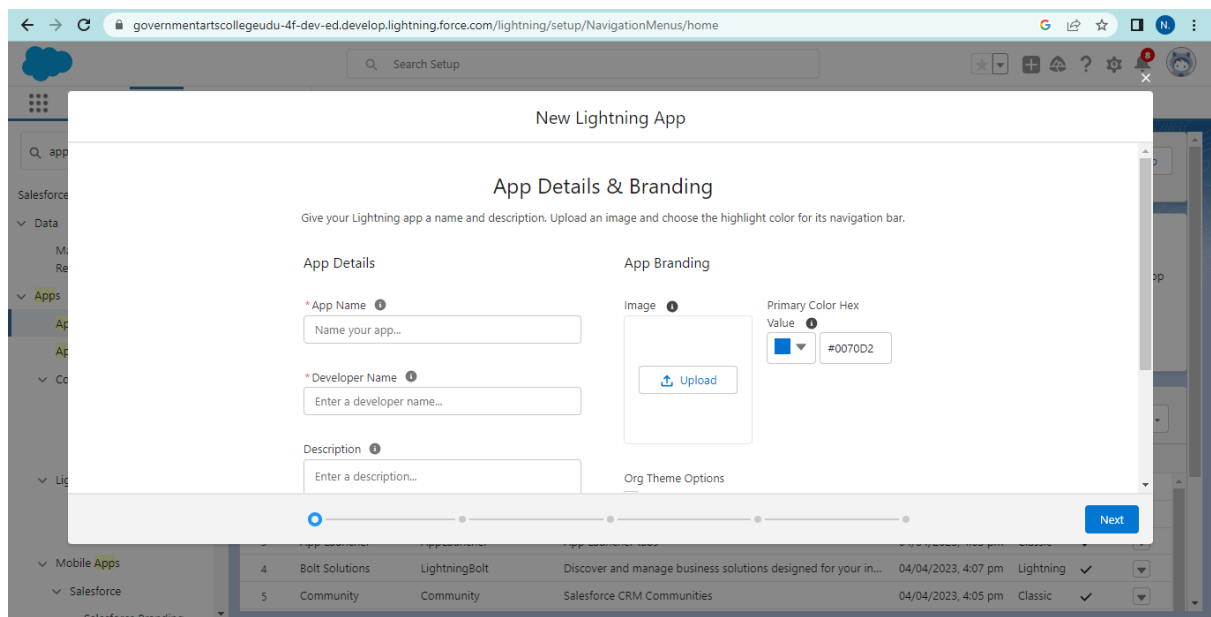 governmentartscollegeudu-4f-dev-ed.develop.lightning.force.com/lightning/setup/NavigationMenus/home
G
N.
Search Setup
8
New Lightning App
app
App Details & Branding
Give your Lightning app a name and description. Upload an image and choose the highlight color for its navigation bar.
Salesforce
Data
App Details
App Branding
Apps
*App Name
Image
Primary Color Hex
Value
Name your app...
#0070D2
Upload
*Developer Name
Enter a developer name...
Description
Enter a description...
Org Theme Options
Next
Mobile Apps
4 Bolt Solutions LightningBolt Discover and manage business solutions designed for your in... 04/04/2023, 4:07 pm Lightning
Salesforce
5 Community Community Salesforce CRM Communities 04/04/2023, 4:05 pm Classic